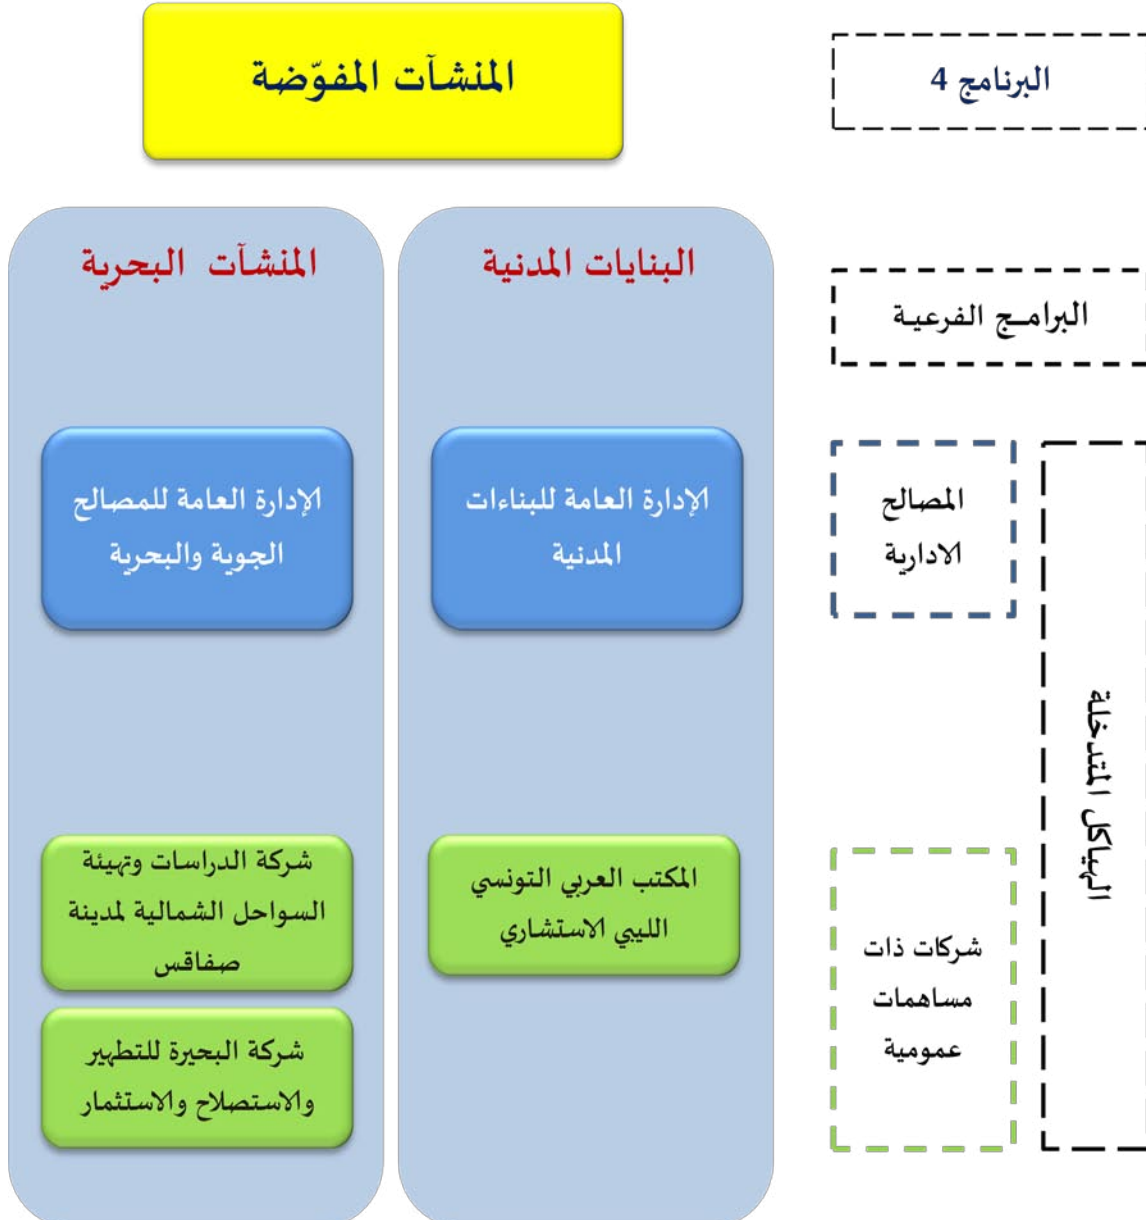 البرنامج 4
المنشآت المفوّضة
البرامج الفرعية
البنايات المدنية
المنشآت البحرية
الهياكل المتدخلة
المصالح
الادارية
الإدارة العامة للبناءات
المدنية
الإدارة العامة للمصالح
الجوية والبحرية
شركات ذات
مساهمات
عمومية
المكتب العربي التونسي
الليبي الاستشاري
شركة الدراسات وتهيئة
السواحل الشمالية لمدينة
صفاقس
شركة البحيرة للتطهير
والاستصلاح والاستثمار